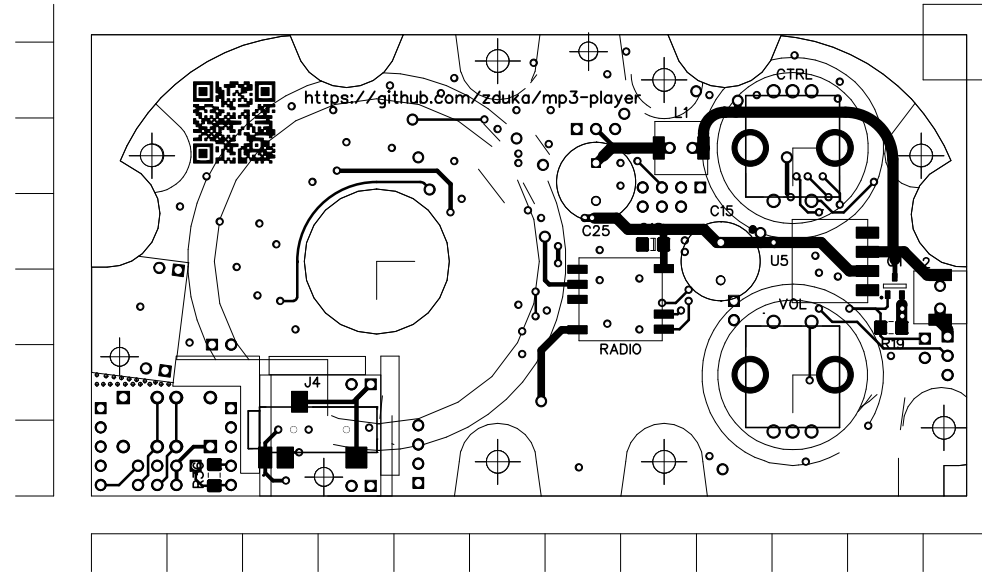 CTRL
https://github.com/zduka/mp3-player
L1
C15
C25
U5
VOL
R19
RADIO
J4